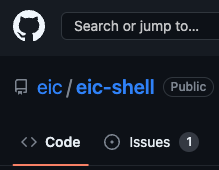 Search or jump to...
eic / eic-shell Public
Code Issues 1